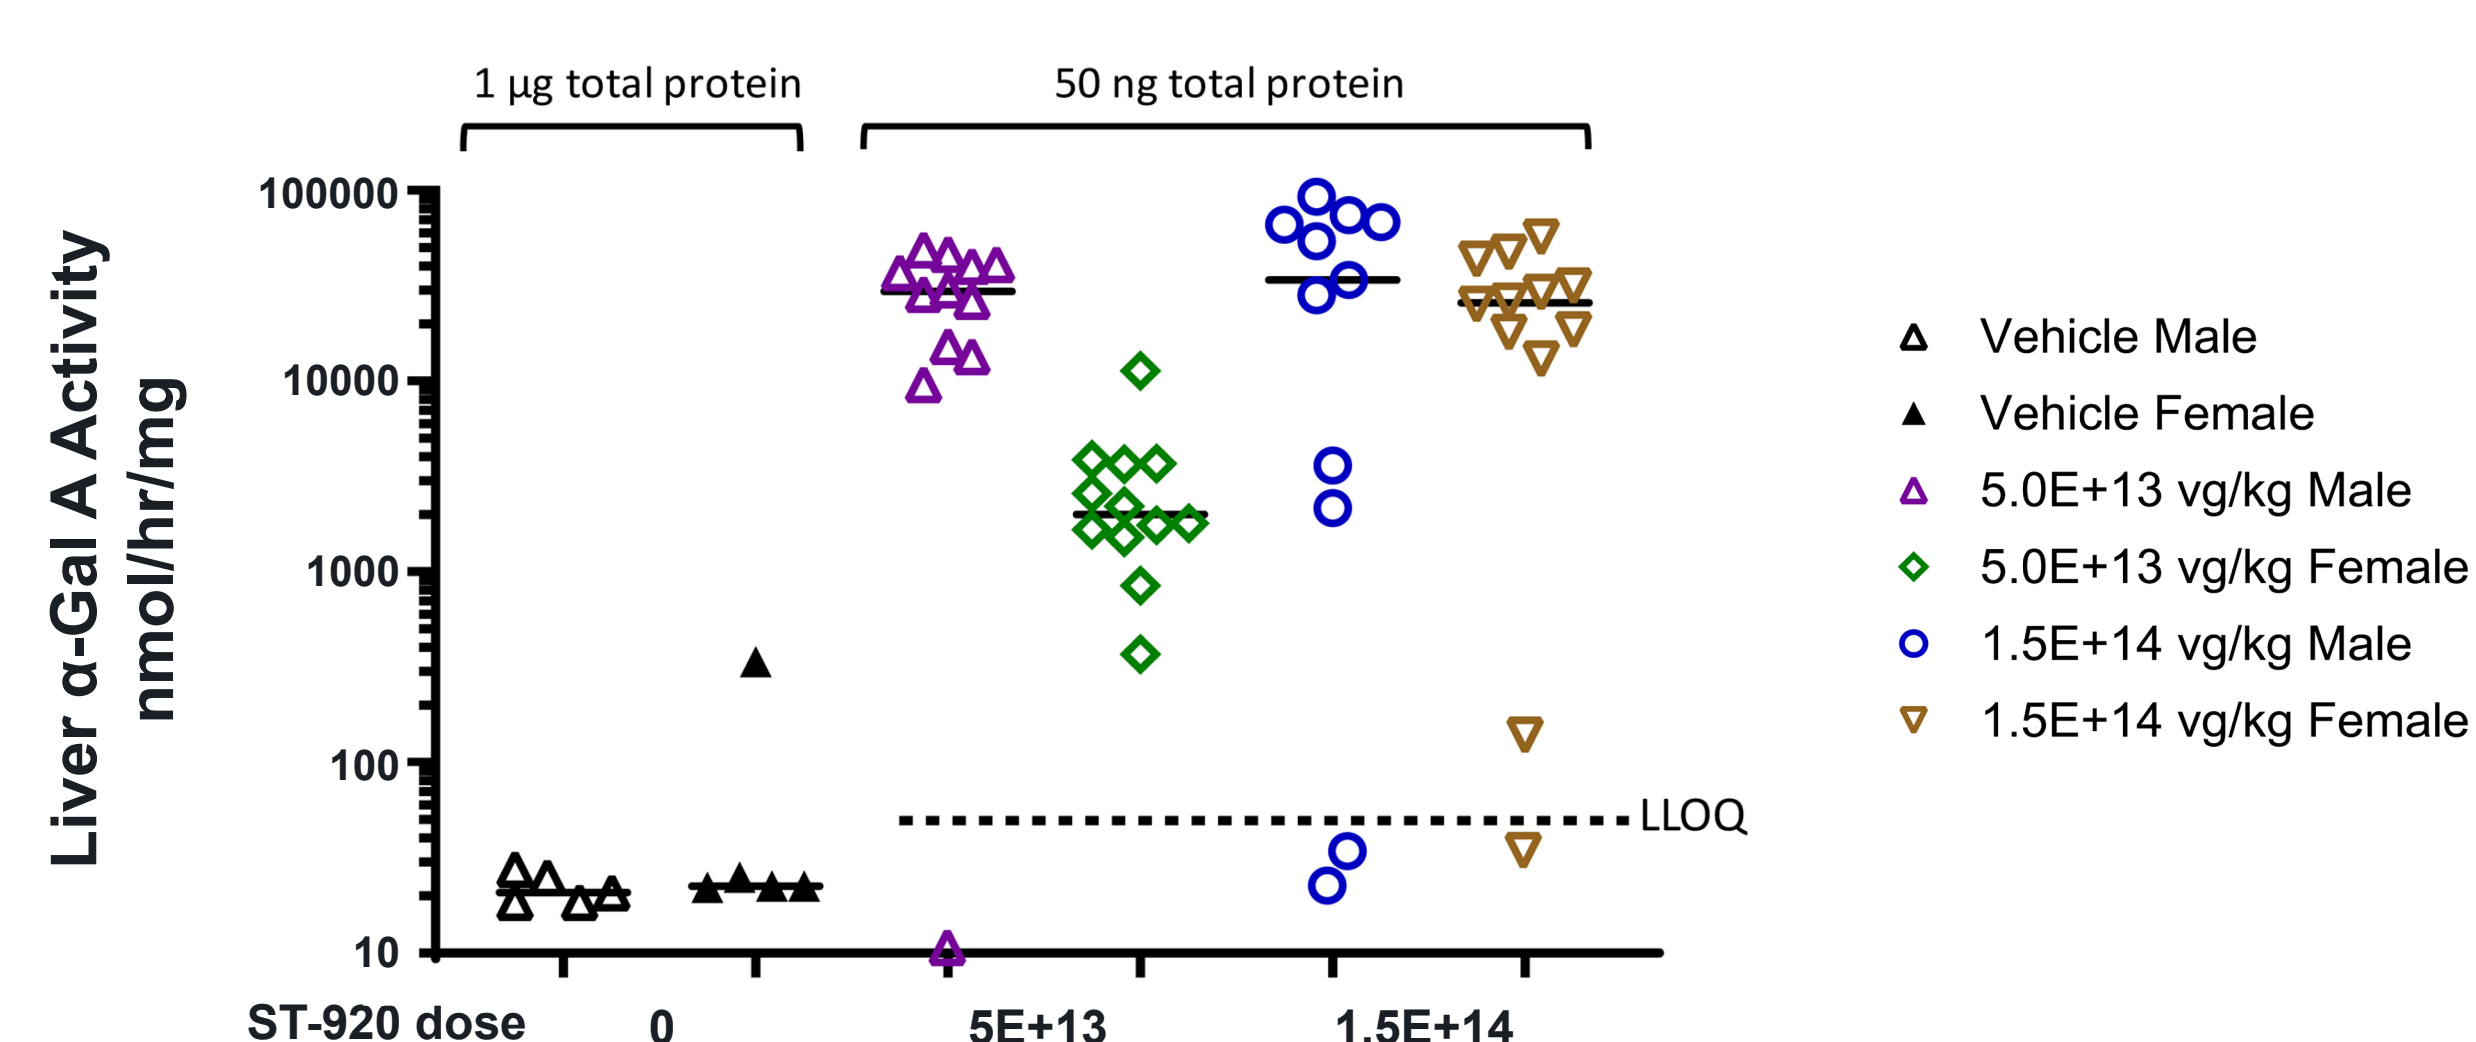 1 µg total protein
50 ng total protein
Liver α-Gal A Activity
nmol/hr/mg
100000
10000
1000
100
10
LLOQ
ST-920 dose
0
5E+13
1.5E+14
Vehicle Male
Vehicle Female
5.0E+13 vg/kg Male
5.0E+13 vg/kg Female
1.5E+14 vg/kg Male
1.5E+14 vg/kg Female